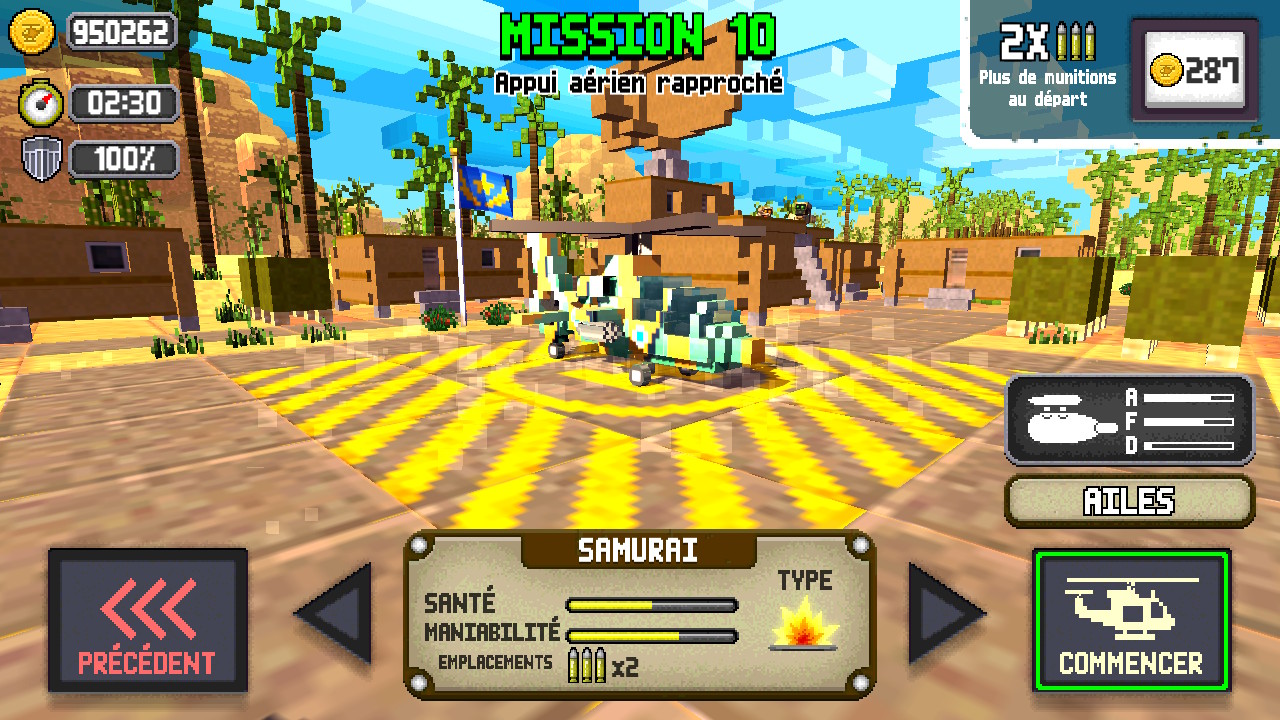 950262
02:30
100%
MISSION 10
Appui aérien rapproché
2X
Plus de munitions
au départ
287
A
F
D
AILES
SAMURAI
SANTÉ
MANIABILITÉ
EMPLACEMENTS
x2
TYPE
PRÉCÉDENT
COMMENCER